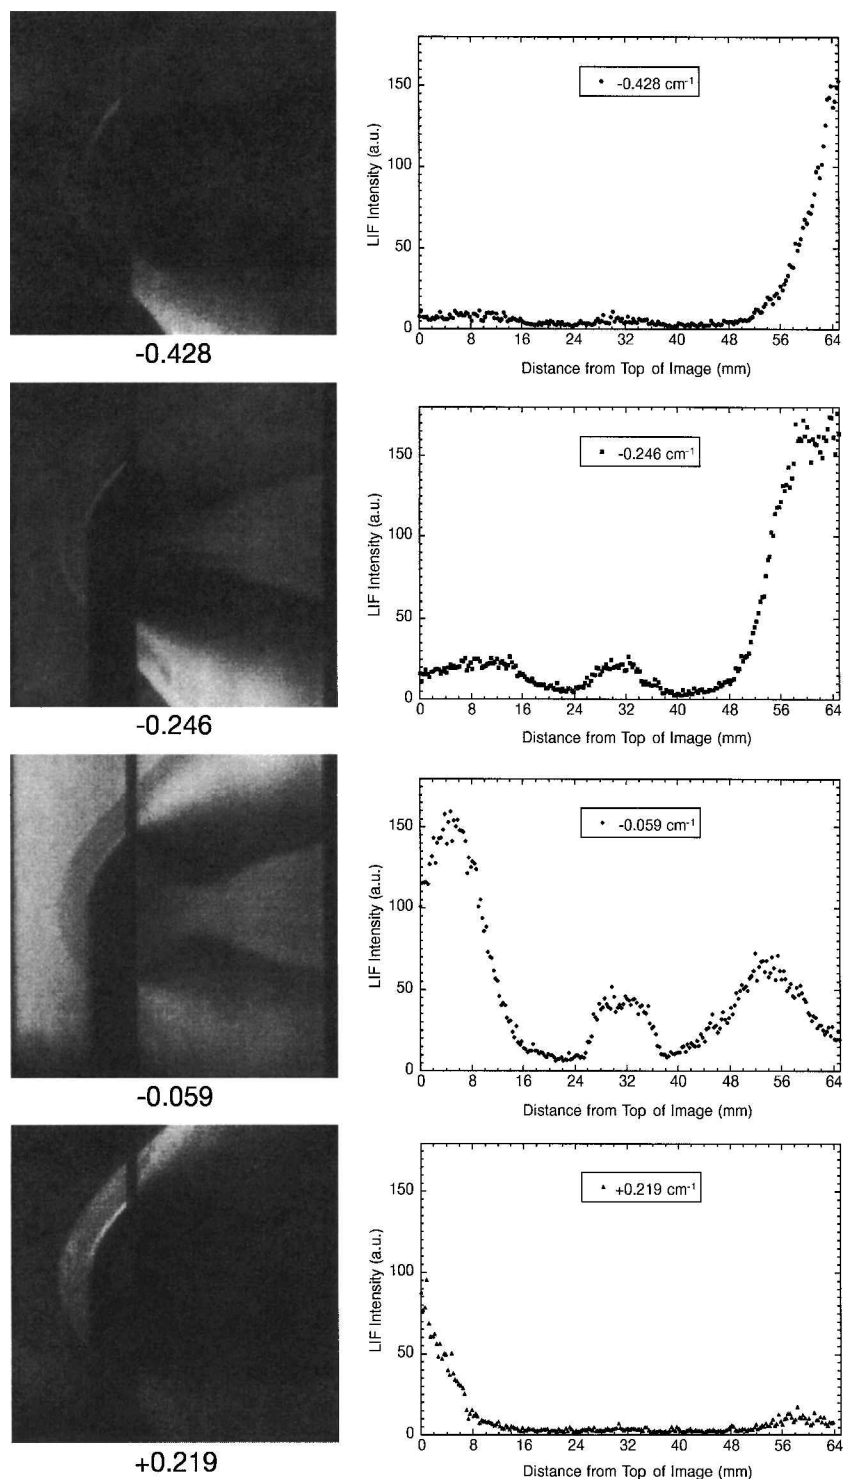 -0.428
150
100
50
0
LIF Intensity (a.u.)
-0.428 cm⁻¹
0 8 16 24 32 40 48 56 64
Distance from Top of Image (mm)
-0.246
150
100
50
0
LIF Intensity (a.u.)
-0.246 cm⁻¹
0 8 16 24 32 40 48 56 64
Distance from Top of Image (mm)
-0.059
150
100
50
0
LIF Intensity (a.u.)
-0.059 cm⁻¹
0 8 16 24 32 40 48 56 64
Distance from Top of Image (mm)
+0.219
150
100
50
0
LIF Intensity (a.u.)
+0.219 cm⁻¹
0 8 16 24 32 40 48 56 64
Distance from Top of Image (mm)